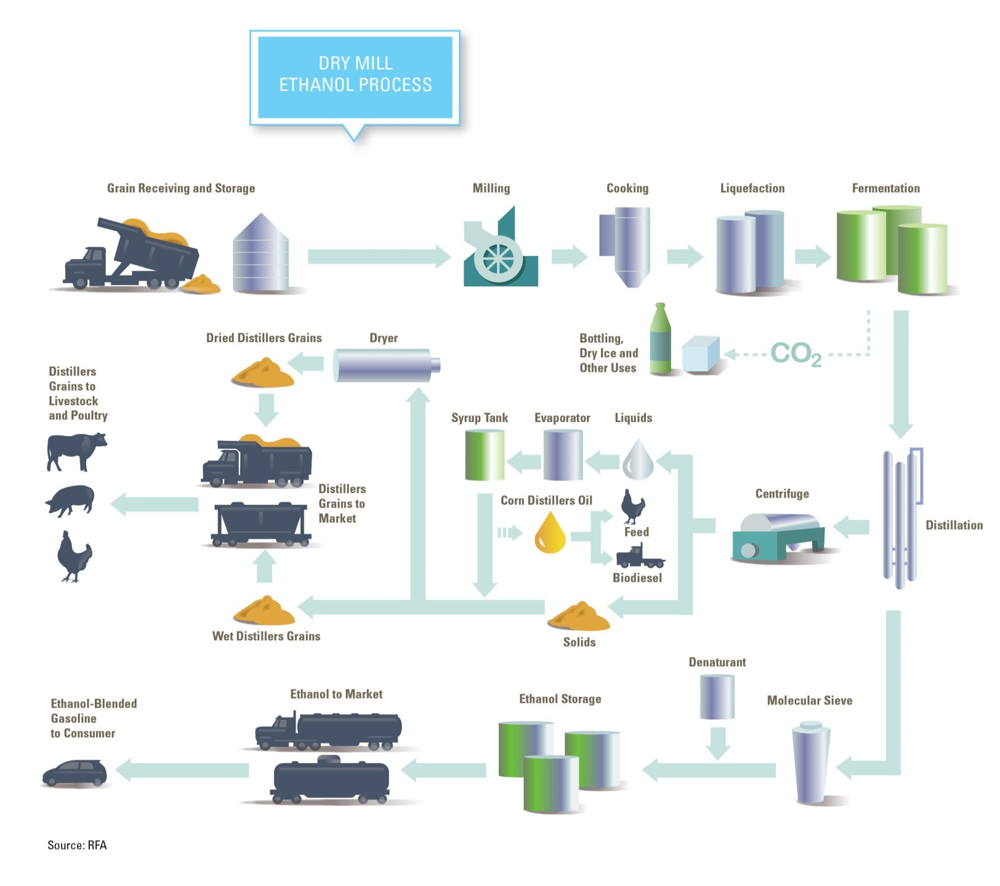 DRY MILL
ETHANOL PROCESS
Grain Receiving and Storage
Milling
Cooking
Liquefaction
Fermentation
Bottling,
Dry Ice and
Other Uses
CO2
Dried Distillers Grains
Dryer
Distillers
Grains to
Livestock
and Poultry
Syrup Tank
Evaporator
Liquids
Distillers
Grains to
Market
Corn Distillers Oil
Feed
Biodiesel
Centrifuge
Distillation
Wet Distillers Grains
Solids
Denaturant
Ethanol-Blended
Gasoline
to Consumer
Ethanol to Market
Ethanol Storage
Molecular Sieve
Source: RFA